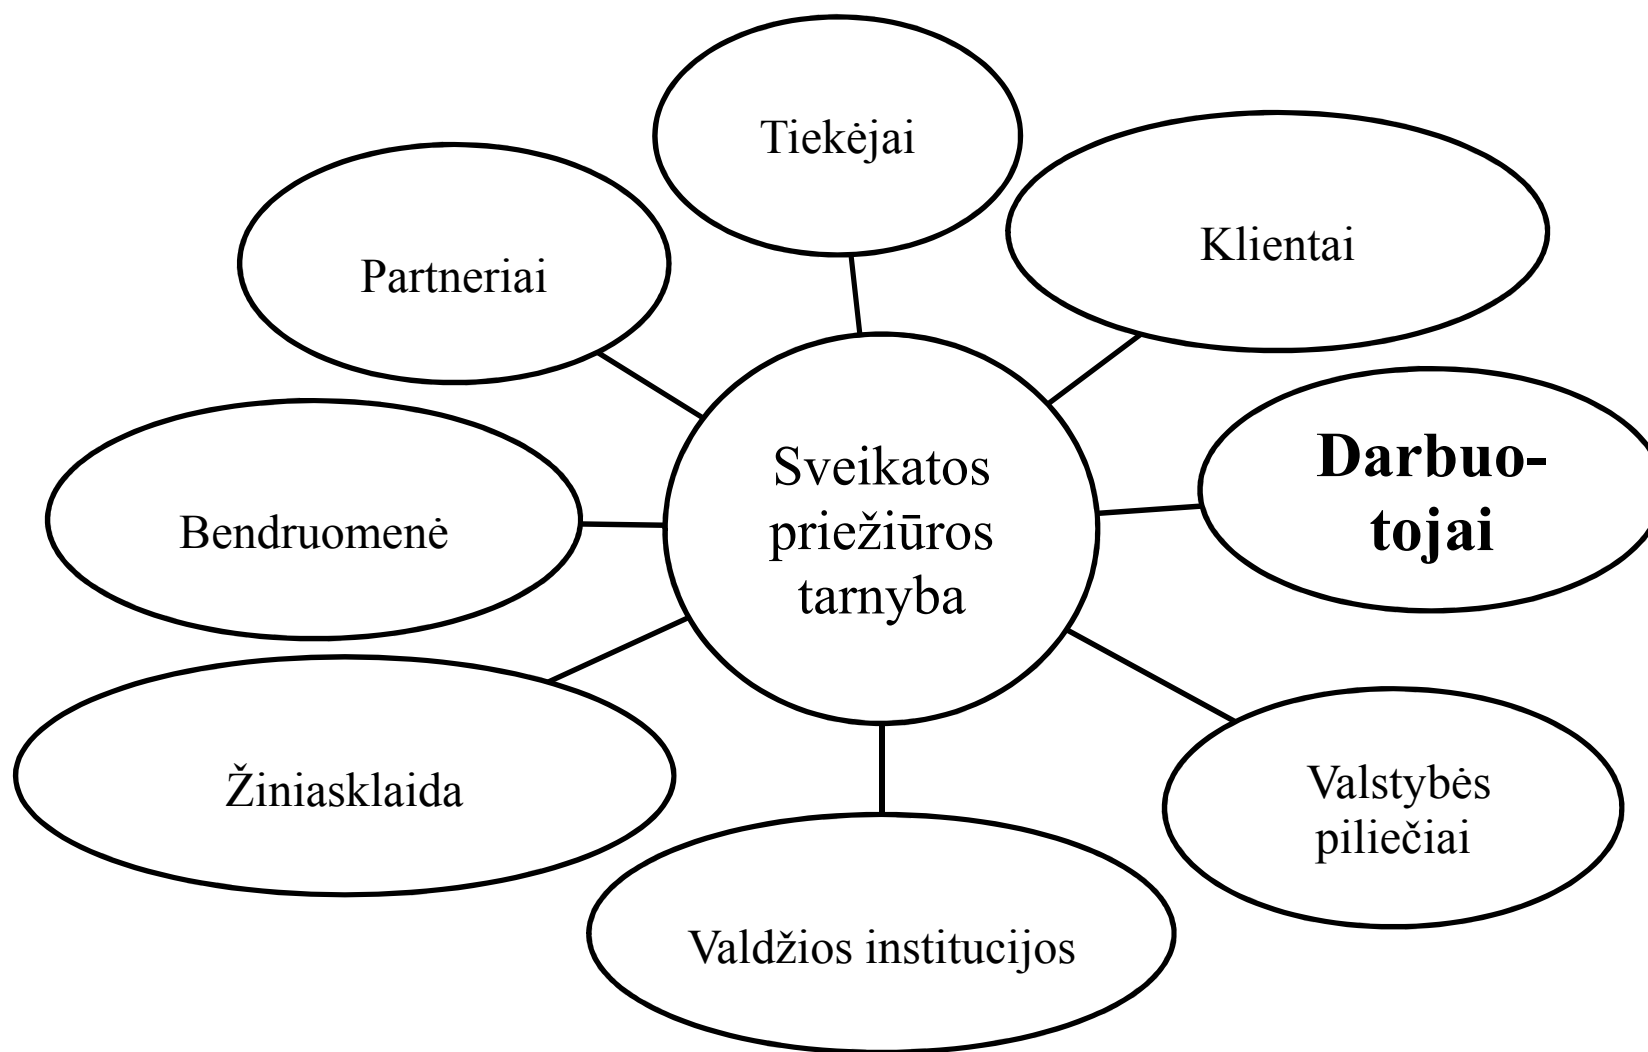 Tiekėjai
Klientai
Partneriai
Darbuo-
tojai
Sveikatos
priežiūros
tarnyba
Bendruomenė
Žiniasklaida
Valstybės
piliečiai
Valdžios institucijos